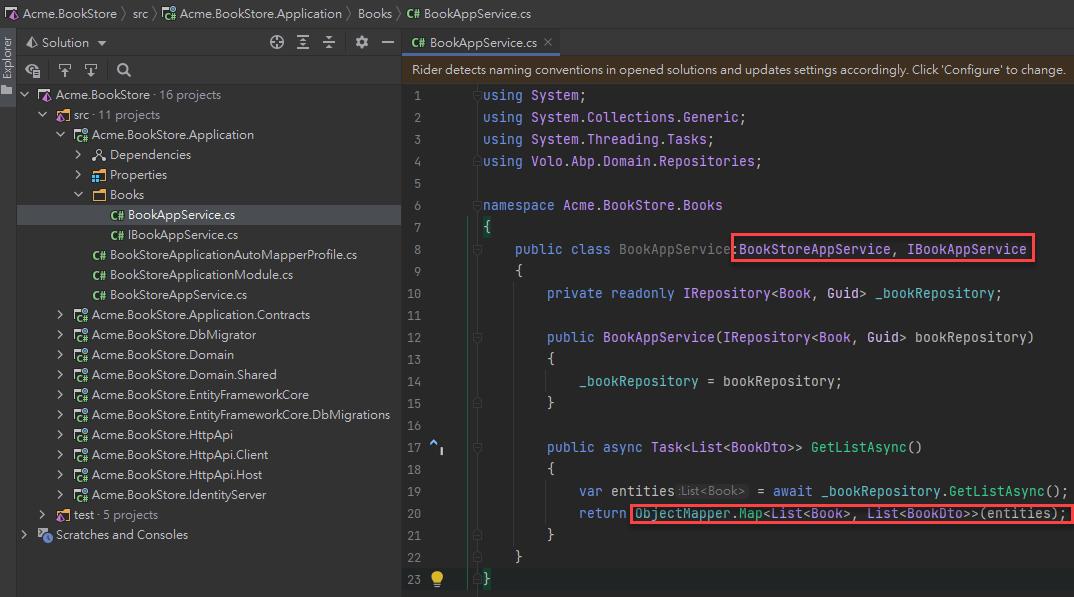 Acme.BookStore src Acme.BookStore.Application Books C# BookAppService.cs
Explorer
Solution
Acme.BookStore · 16 projects
src · 11 projects
Acme.BookStore.Application
Dependencies
Properties
Books
C# BookAppService.cs
C# IBookAppService.cs
C# BookStoreApplicationAutoMapperProfile.cs
C# BookStoreApplicationModule.cs
C# BookStoreAppService.cs
Acme.BookStore.Application.Contracts
Acme.BookStore.DbMigrator
Acme.BookStore.Domain
Acme.BookStore.Domain.Shared
Acme.BookStore.EntityFrameworkCore
Acme.BookStore.EntityFrameworkCore.DbMigrations
Acme.BookStore.HttpApi
Acme.BookStore.HttpApi.Client
Acme.BookStore.HttpApi.Host
Acme.BookStore.IdentityServer
test · 5 projects
Scratches and Consoles
C# BookAppService.cs
Rider detects naming conventions in opened solutions and updates settings accordingly. Click 'Configure' to change.
1 using System;
2 using System.Collections.Generic;
3 using System.Threading.Tasks;
4 using Volo.Abp.Domain.Repositories;
5
6 namespace Acme.BookStore.Books
7 {
8 public class BookAppService:BookStoreAppService, IBookAppService
9 {
10 private readonly IRepository<Book, Guid> _bookRepository;
11
12 public BookAppService(IRepository<Book, Guid> bookRepository)
13 {
14 _bookRepository = bookRepository;
15 }
16
17 public async Task<List<BookDto>> GetListAsync()
18 {
19 var entities :List<Book> = await _bookRepository.GetListAsync();
20 return ObjectMapper.Map<List<Book>, List<BookDto>>(entities);
21 }
22 }
23 }